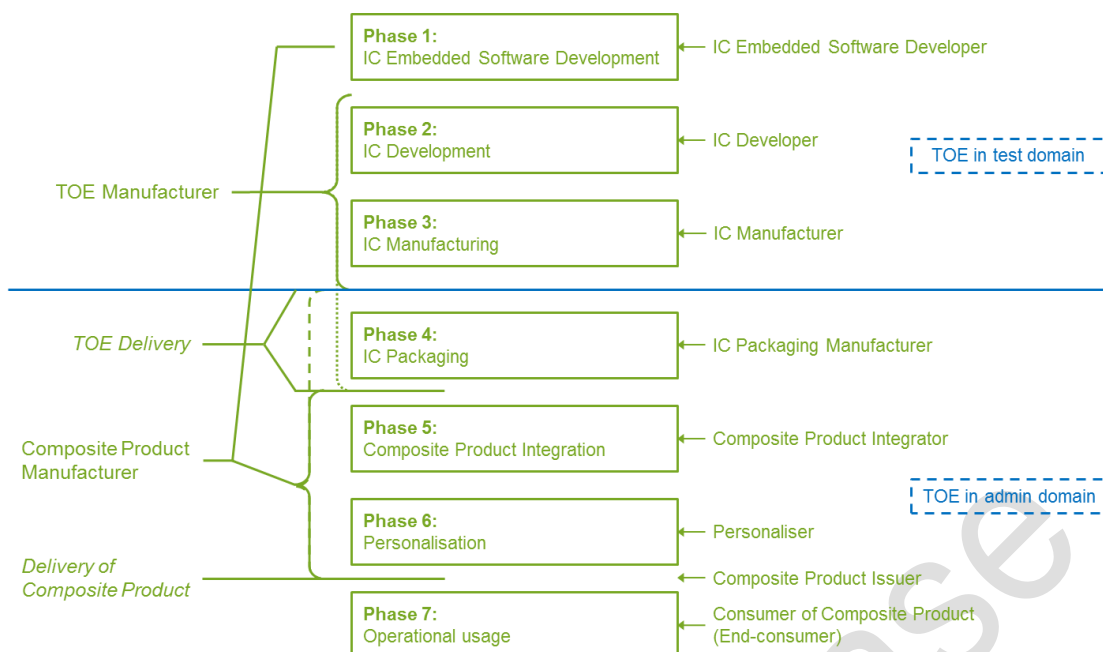 Phase 1:
IC Embedded Software Development
IC Embedded Software Developer
Phase 2:
IC Development
IC Developer
TOE in test domain
TOE Manufacturer
Phase 3:
IC Manufacturing
IC Manufacturer
TOE Delivery
Phase 4:
IC Packaging
IC Packaging Manufacturer
Composite Product
Manufacturer
Phase 5:
Composite Product Integration
Composite Product Integrator
TOE in admin domain
Phase 6:
Personalisation
Personaliser
Delivery of
Composite Product
Composite Product Issuer
Phase 7:
Operational usage
Consumer of Composite Product
(End-consumer)